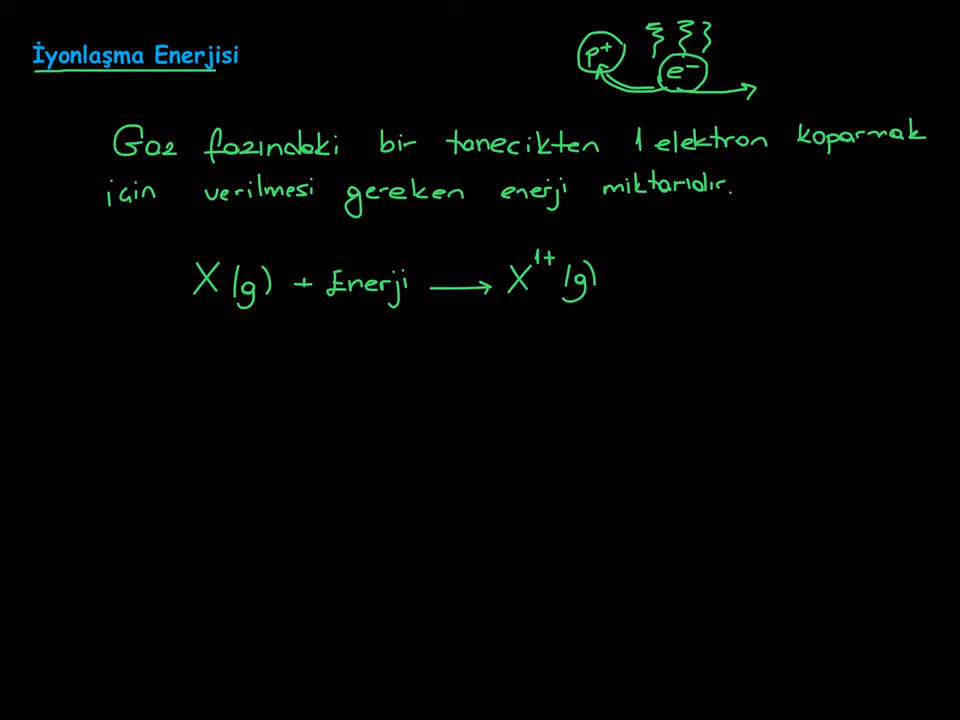 İyonlaşma Enerjisi
p+
e−
Gaz fazındaki bir tanecikten 1 elektron koparmak
için verilmesi gereken enerji miktarıdır.
X(g) + Enerji ⟶ X¹⁺(g)